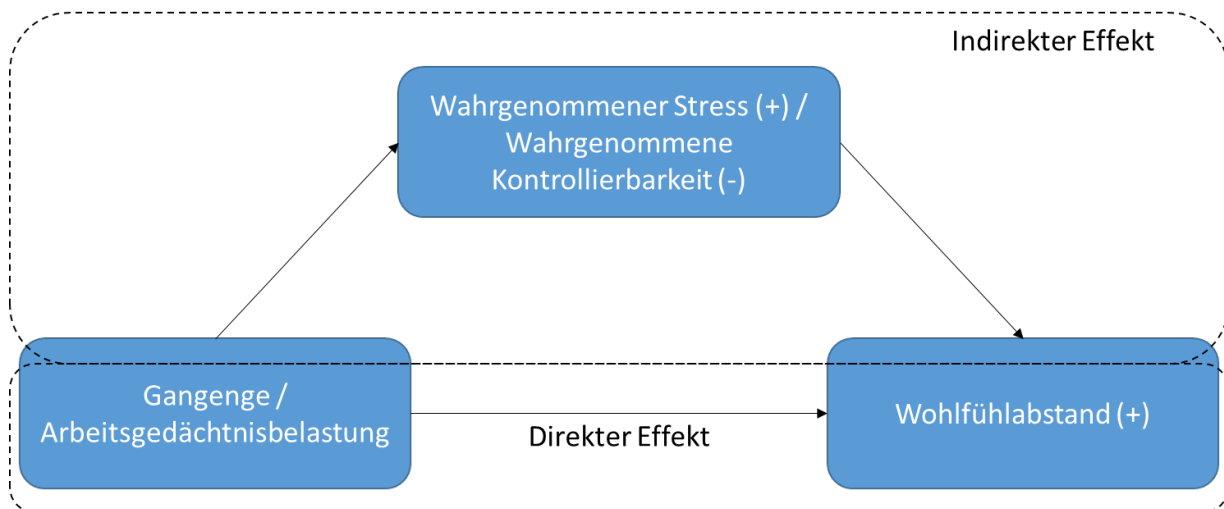 Indirekter Effekt
Wahrgenommener Stress (+) /
Wahrgenommene
Kontrollierbarkeit (-)
Gangenge /
Arbeitsgedächtnisbelastung
Direkter Effekt
Wohlfühlabstand (+)